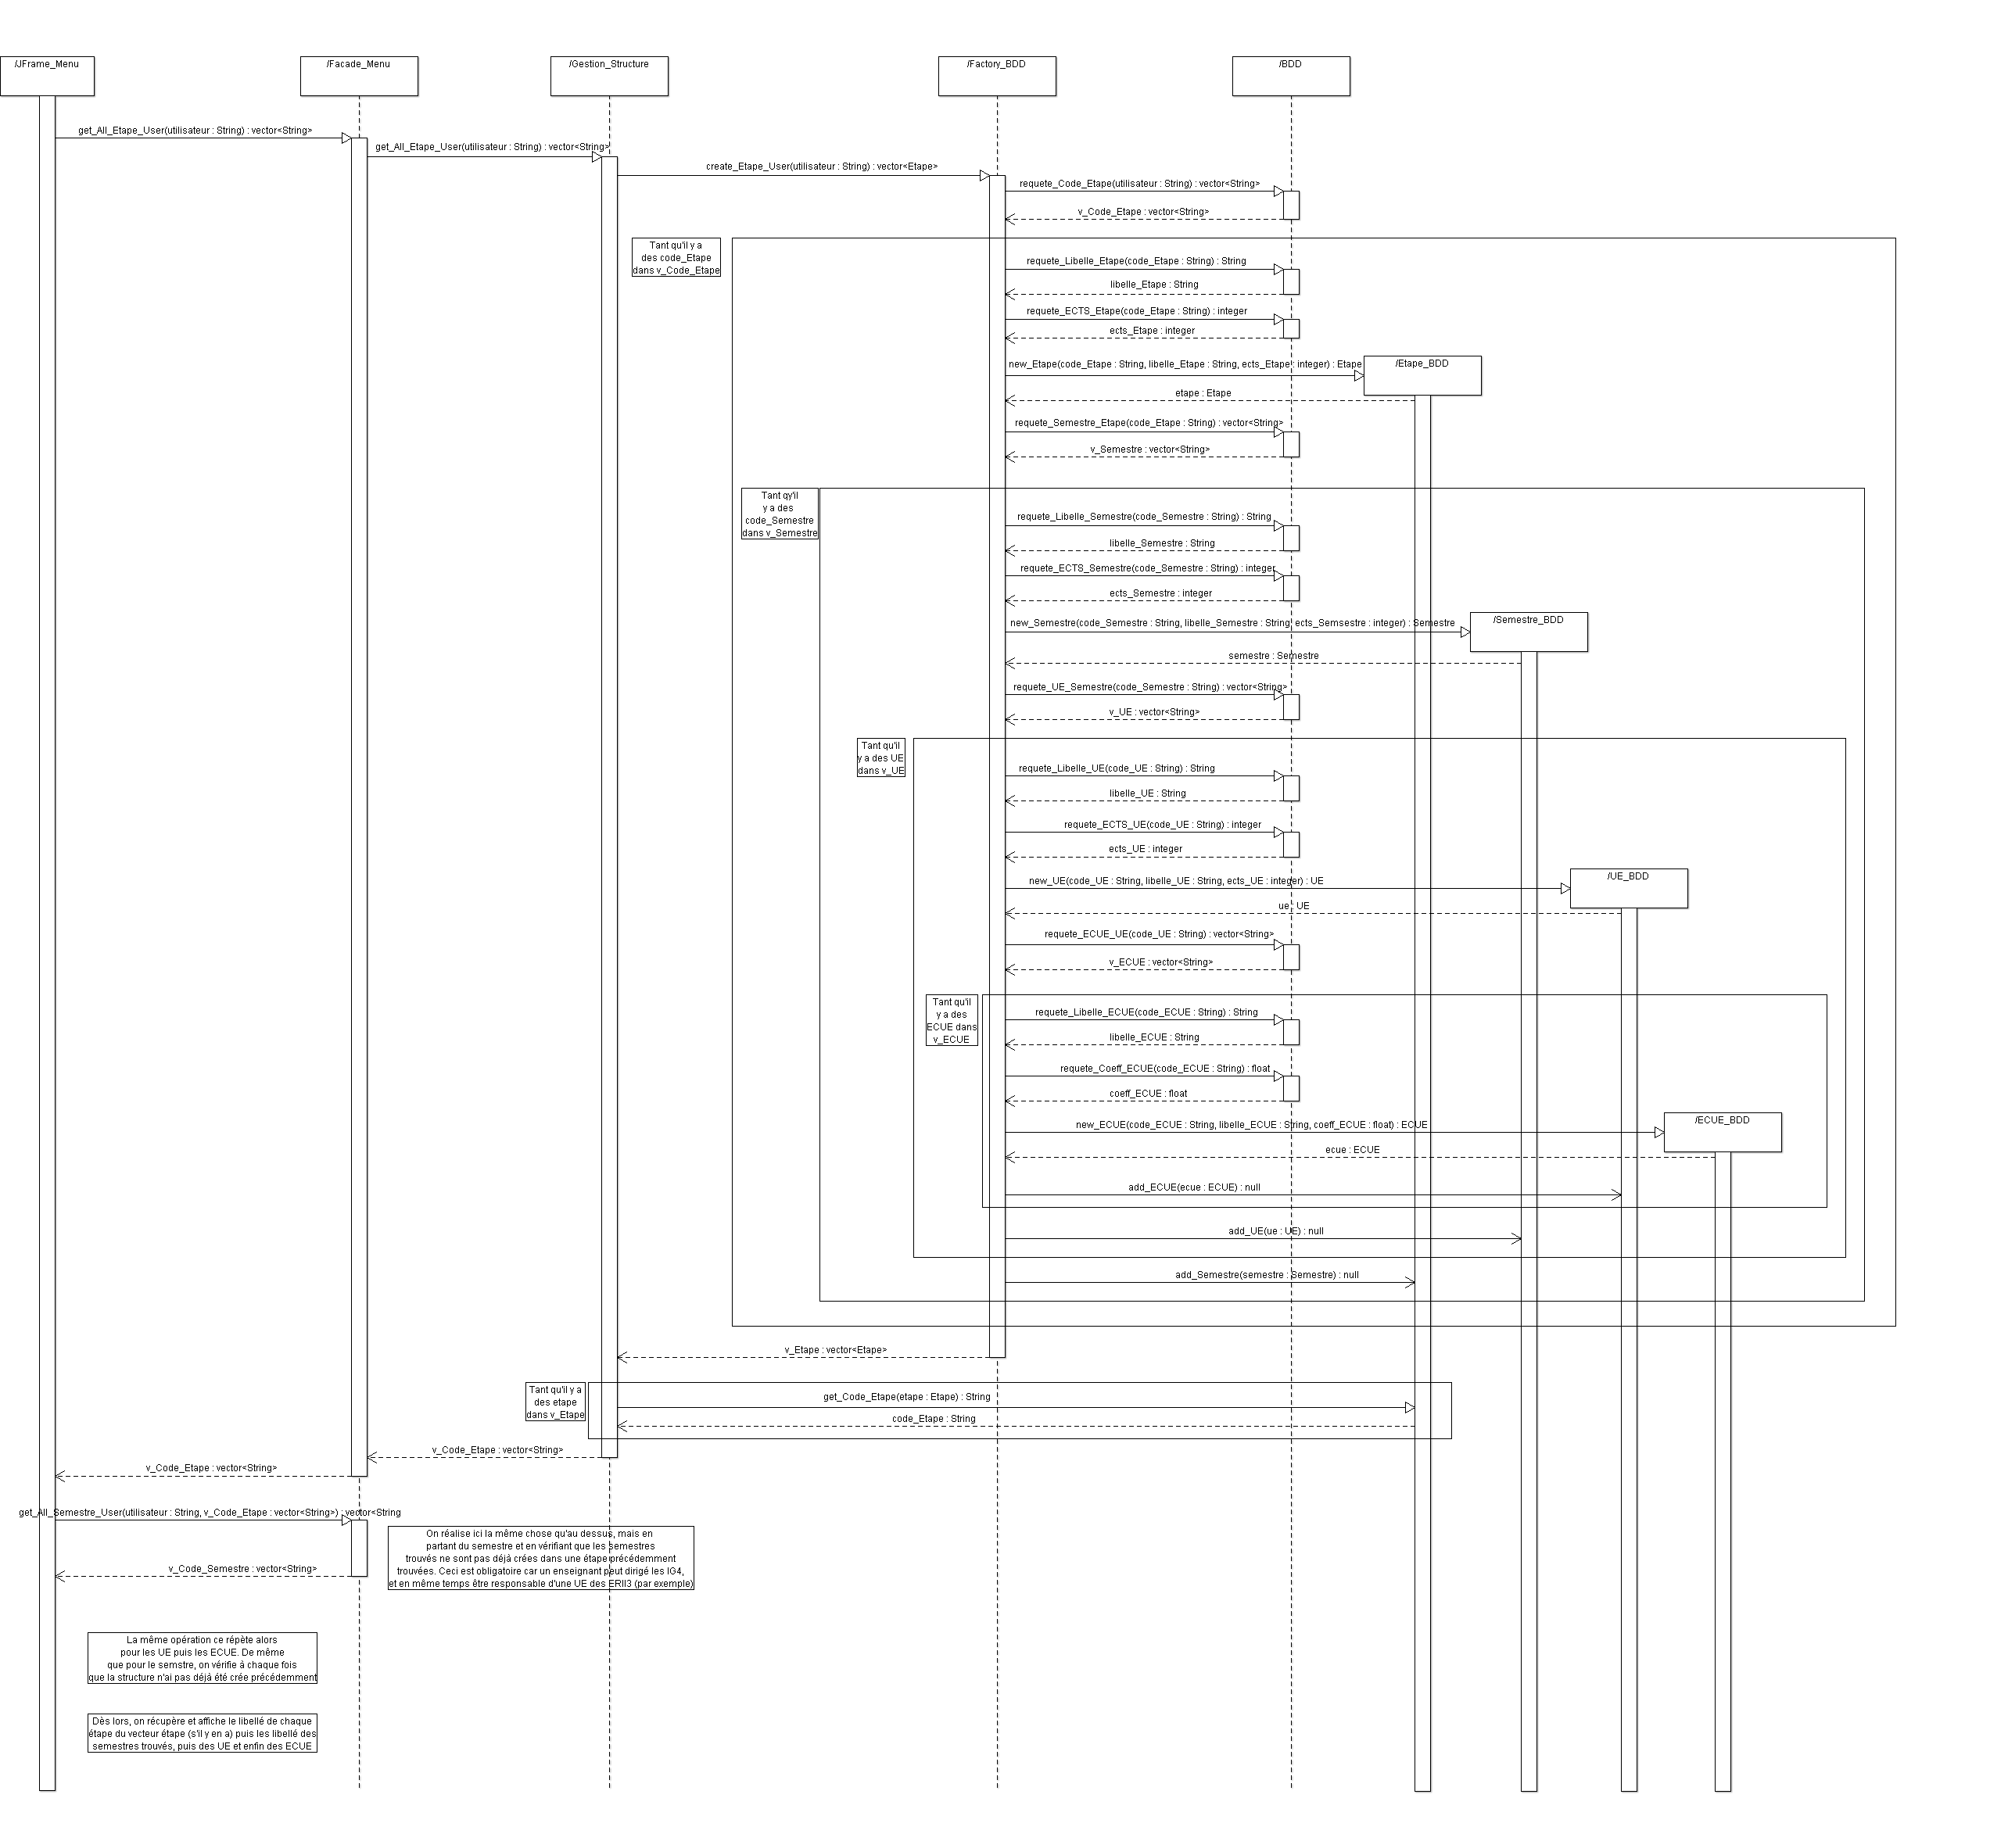 /JFrame_Menu
/Facade_Menu
/Gestion_Structure
/Factory_BDD
/BDD
get_All_Etape_User(utilisateur : String) : vector<String>
get_All_Etape_User(utilisateur : String) : vector<String>
create_Etape_User(utilisateur : String) : vector<Etape>
requete_Code_Etape(utilisateur : String) : vector<String>
v_Code_Etape : vector<String>
Tant qu'il y a
des code_Etape
dans v_Code_Etape
requete_Libelle_Etape(code_Etape : String) : String
libelle_Etape : String
requete_ECTS_Etape(code_Etape : String) : integer
ects_Etape : integer
new_Etape(code_Etape : String, libelle_Etape : String, ects_Etape : integer) : Etape
/Etape_BDD
etape : Etape
requete_Semestre_Etape(code_Etape : String) : vector<String>
v_Semestre : vector<String>
Tant qy'il
y a des
code_Semestre
dans v_Semestre
requete_Libelle_Semestre(code_Semestre : String) : String
libelle_Semestre : String
requete_ECTS_Semestre(code_Semestre : String) : integer
ects_Semestre : integer
new_Semestre(code_Semestre : String, libelle_Semestre : String, ects_Semsestre : integer) : Semestre
/Semestre_BDD
semestre : Semestre
requete_UE_Semestre(code_Semestre : String) : vector<String>
v_UE : vector<String>
Tant qu'il
y a des UE
dans v_UE
requete_Libelle_UE(code_UE : String) : String
libelle_UE : String
requete_ECTS_UE(code_UE : String) : integer
ects_UE : integer
new_UE(code_UE : String, libelle_UE : String, ects_UE : integer) : UE
/UE_BDD
ue : UE
requete_ECUE_UE(code_UE : String) : vector<String>
v_ECUE : vector<String>
Tant qu'il
y a des
ECUE dans
v_ECUE
requete_Libelle_ECUE(code_ECUE : String) : String
libelle_ECUE : String
requete_Coeff_ECUE(code_ECUE : String) : float
coeff_ECUE : float
new_ECUE(code_ECUE : String, libelle_ECUE : String, coeff_ECUE : float) : ECUE
/ECUE_BDD
ecue : ECUE
add_ECUE(ecue : ECUE) : null
add_UE(ue : UE) : null
add_Semestre(semestre : Semestre) : null
v_Etape : vector<Etape>
Tant qu'il y a
des etape
dans v_Etape
get_Code_Etape(etape : Etape) : String
code_Etape : String
v_Code_Etape : vector<String>
v_Code_Etape : vector<String>
get_All_Semestre_User(utilisateur : String, v_Code_Etape : vector<String>) : vector<String
On réalise ici la même chose qu'au dessus, mais en
partant du semestre et en vérifiant que les semestres
trouvés ne sont pas déjà crées dans une étape précédemment
trouvées. Ceci est obligatoire car un enseignant peut dirigé les IG4,
et en même temps être responsable d'une UE des ERII3 (par exemple)
v_Code_Semestre : vector<String>
La même opération ce répète alors
pour les UE puis les ECUE. De même
que pour le semstre, on vérifie à chaque fois
que la structure n'ai pas déjà été crée précédemment
Dès lors, on récupère et affiche le libellé de chaque
étape du vecteur étape (s'il y en a) puis les libellé des
semestres trouvés, puis des UE et enfin des ECUE